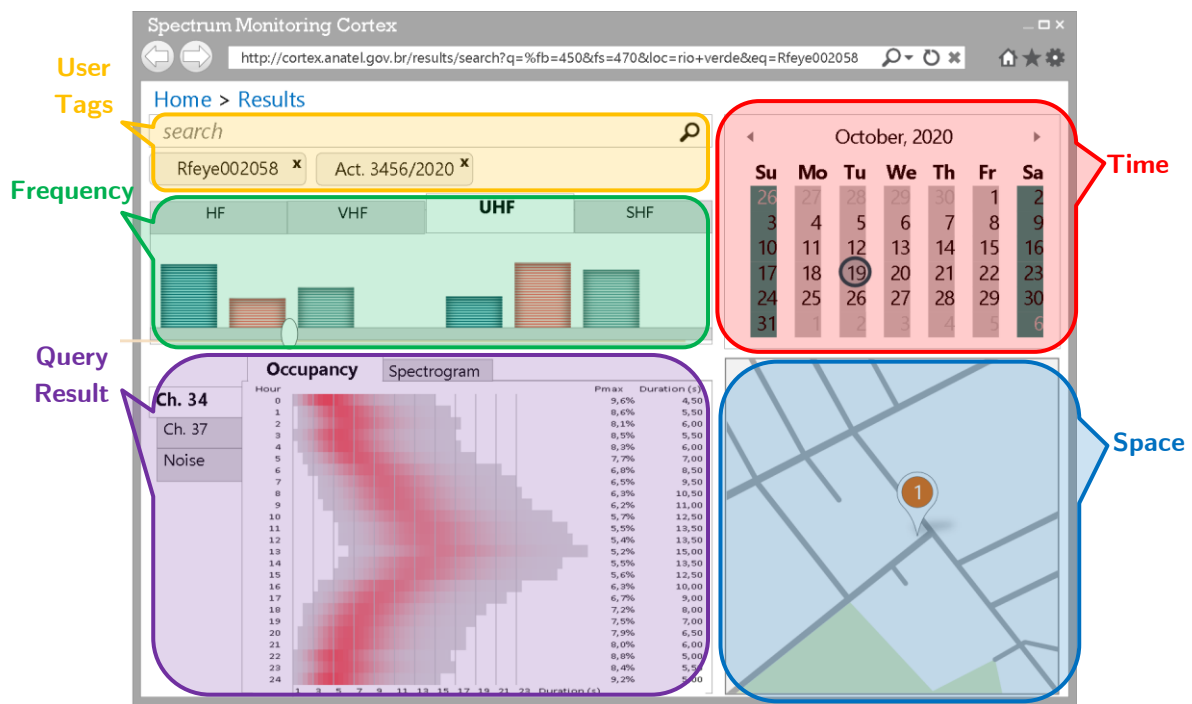 Spectrum Monitoring Cortex
http://cortex.anatel.gov.br/results/search?q=%fb=450&fs=470&loc=rio+verde&eq=Rfeye002058
User
Tags
Home > Results
search
Rfeye002058 x
Act. 3456/2020 x
Frequency
HF VHF UHF SHF
October, 2020
Su Mo Tu We Th Fr Sa
26 27 28 29 30 1 2
3 4 5 6 7 8 9
10 11 12 13 14 15 16
17 18 19 20 21 22 23
24 25 26 27 28 29 30
31 1 2 3 4 5 6
Time
Query
Result
Occupancy Spectrogram
Ch. 34
Ch. 37
Noise
Hour Pmax Duration (s)
0 9,6% 4,50
1 8,6% 5,50
2 8,1% 6,00
3 8,5% 5,50
4 8,3% 6,00
5 7,7% 7,00
6 6,8% 8,50
7 6,5% 9,50
8 6,3% 10,50
9 6,2% 11,00
10 5,7% 12,50
11 5,5% 13,50
12 5,4% 13,50
13 5,2% 15,00
14 5,5% 13,50
15 5,6% 12,50
16 6,3% 10,00
17 6,7% 9,00
18 7,2% 8,00
19 7,5% 7,00
20 7,9% 6,50
21 8,0% 6,00
22 8,8% 5,00
23 8,4% 5,50
24 9,2% 5,00
1 3 5 7 9 11 13 15 17 19 21 23 Duration (s)
1
Space